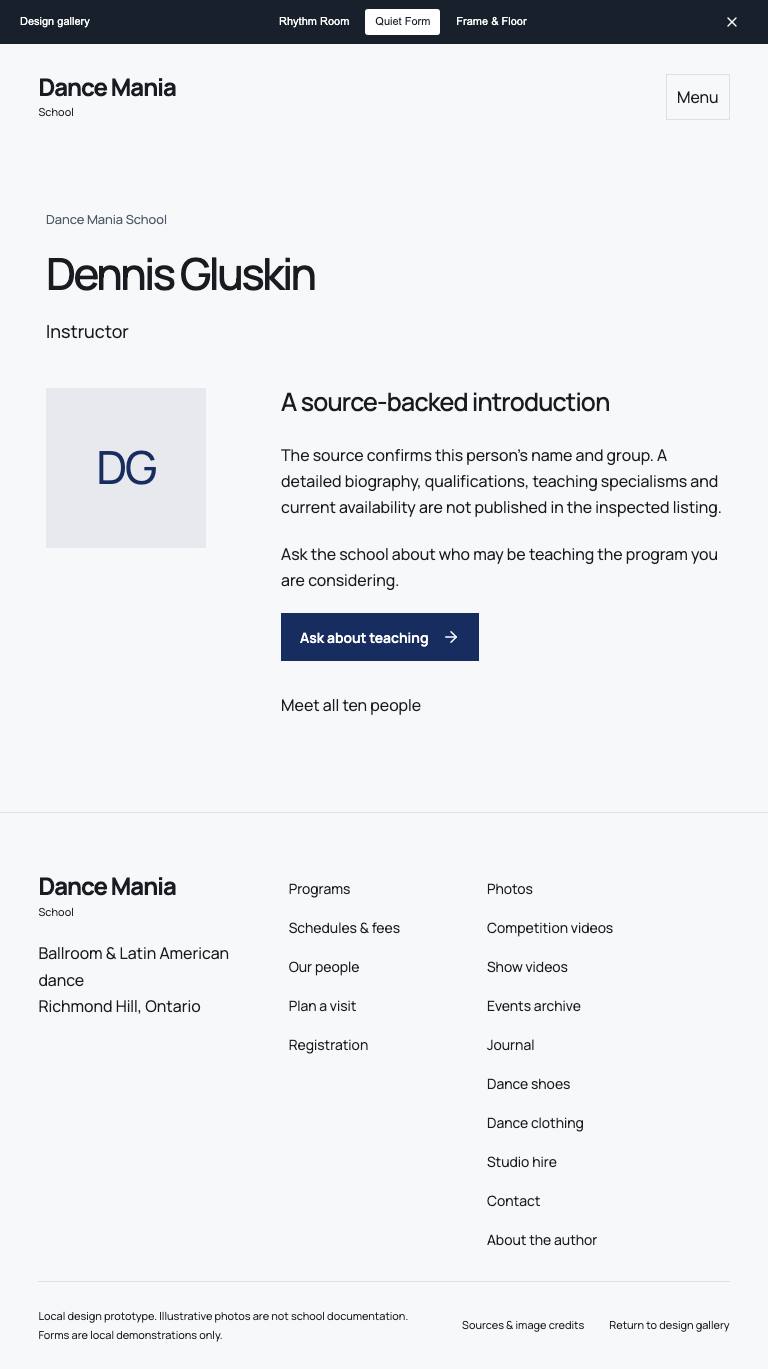 Design gallery
Rhythm Room
Quiet Form
Frame & Floor
Dance Mania
School
Menu
Dance Mania School
Dennis Gluskin
Instructor
DG
A source-backed introduction
The source confirms this person's name and group. A
detailed biography, qualifications, teaching specialisms and
current availability are not published in the inspected listing.
Ask the school about who may be teaching the program you
are considering.
Ask about teaching
Meet all ten people
Dance Mania
School
Ballroom & Latin American
dance
Richmond Hill, Ontario
Programs
Schedules & fees
Our people
Plan a visit
Registration
Photos
Competition videos
Show videos
Events archive
Journal
Dance shoes
Dance clothing
Studio hire
Contact
About the author
Local design prototype. Illustrative photos are not school documentation.
Forms are local demonstrations only.
Sources & image credits
Return to design gallery